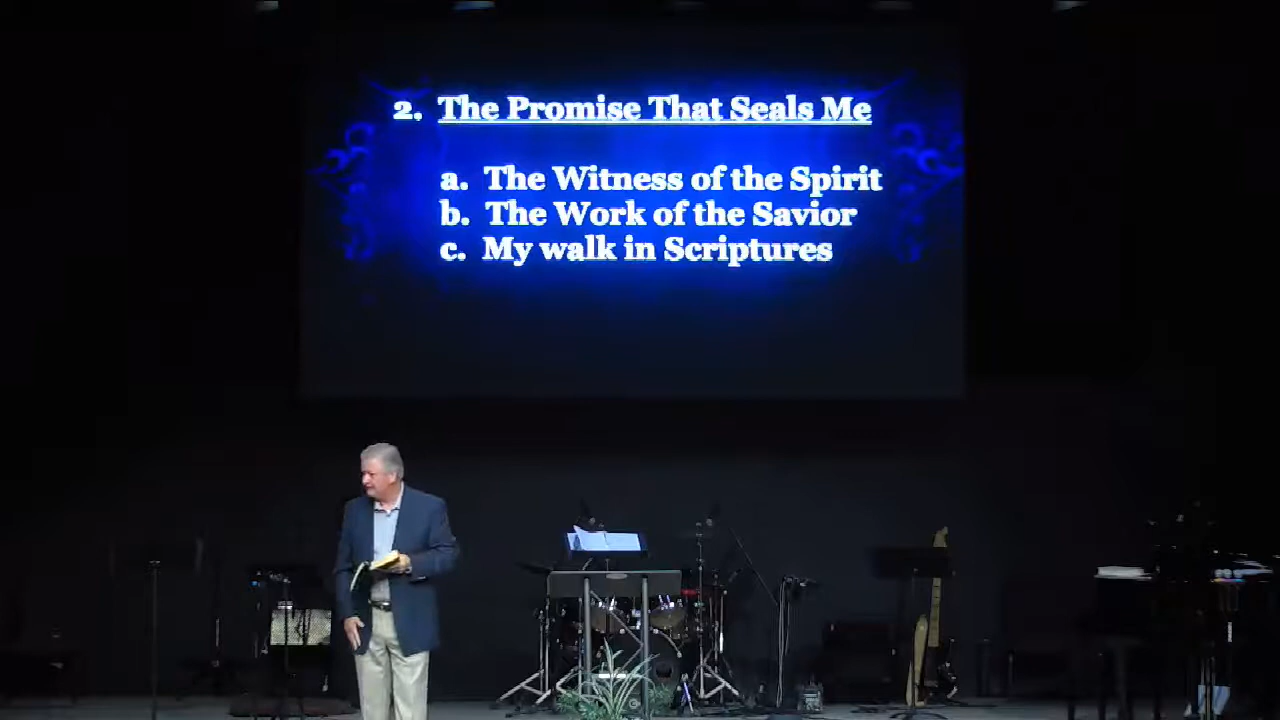 2. The Promise That Seals Me
a. The Witness of the Spirit
b. The Work of the Savior
c. My walk in Scriptures